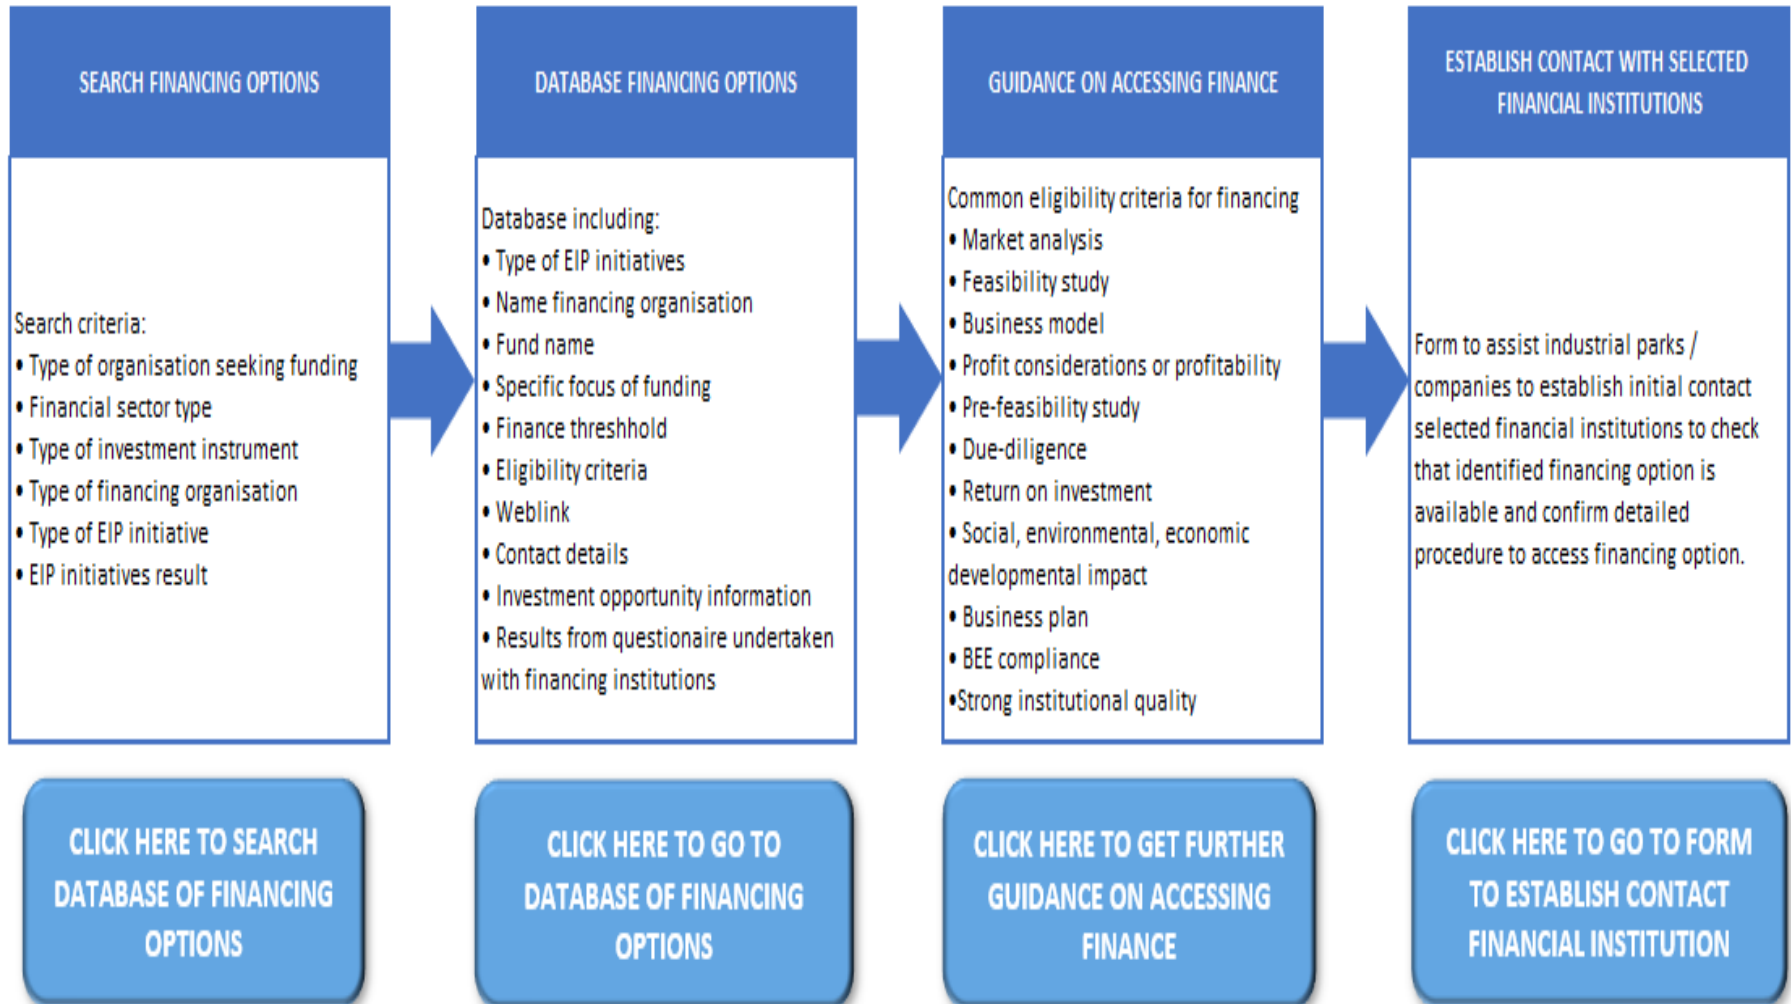 SEARCH FINANCING OPTIONS
Search criteria:
• Type of organisation seeking funding
• Financial sector type
• Type of investment instrument
• Type of financing organisation
• Type of EIP initiative
• EIP initiatives result
CLICK HERE TO SEARCH
DATABASE OF FINANCING
OPTIONS
DATABASE FINANCING OPTIONS
Database including:
• Type of EIP initiatives
• Name financing organisation
• Fund name
• Specific focus of funding
• Finance threshhold
• Eligibility criteria
• Weblink
• Contact details
• Investment opportunity information
• Results from questionaire undertaken
with financing institutions
CLICK HERE TO GO TO
DATABASE OF FINANCING
OPTIONS
GUIDANCE ON ACCESSING FINANCE
Common eligibility criteria for financing
• Market analysis
• Feasibility study
• Business model
• Profit considerations or profitability
• Pre-feasibility study
• Due-diligence
• Return on investment
• Social, environmental, economic
developmental impact
• Business plan
• BEE compliance
•Strong institutional quality
CLICK HERE TO GET FURTHER
GUIDANCE ON ACCESSING
FINANCE
ESTABLISH CONTACT WITH SELECTED
FINANCIAL INSTITUTIONS
Form to assist industrial parks /
companies to establish initial contact
selected financial institutions to check
that identified financing option is
available and confirm detailed
procedure to access financing option.
CLICK HERE TO GO TO FORM
TO ESTABLISH CONTACT
FINANCIAL INSTITUTION